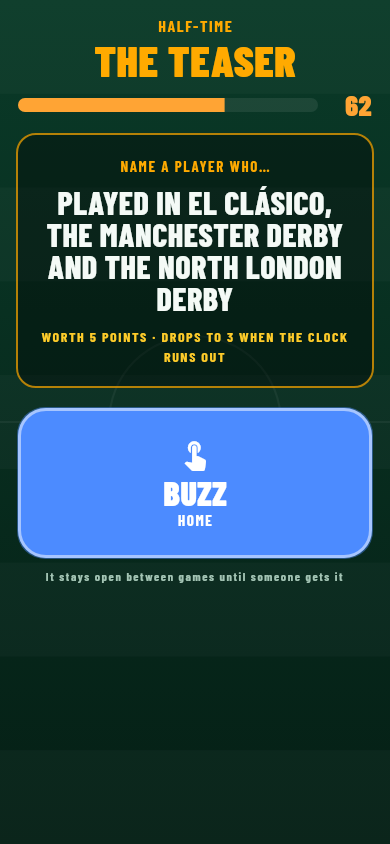 HALF-TIME
THE TEASER
62
NAME A PLAYER WHO...
PLAYED IN EL CLÁSICO,
THE MANCHESTER DERBY
AND THE NORTH LONDON
DERBY
WORTH 5 POINTS · DROPS TO 3 WHEN THE CLOCK
RUNS OUT
BUZZ
HOME
It stays open between games until someone gets it